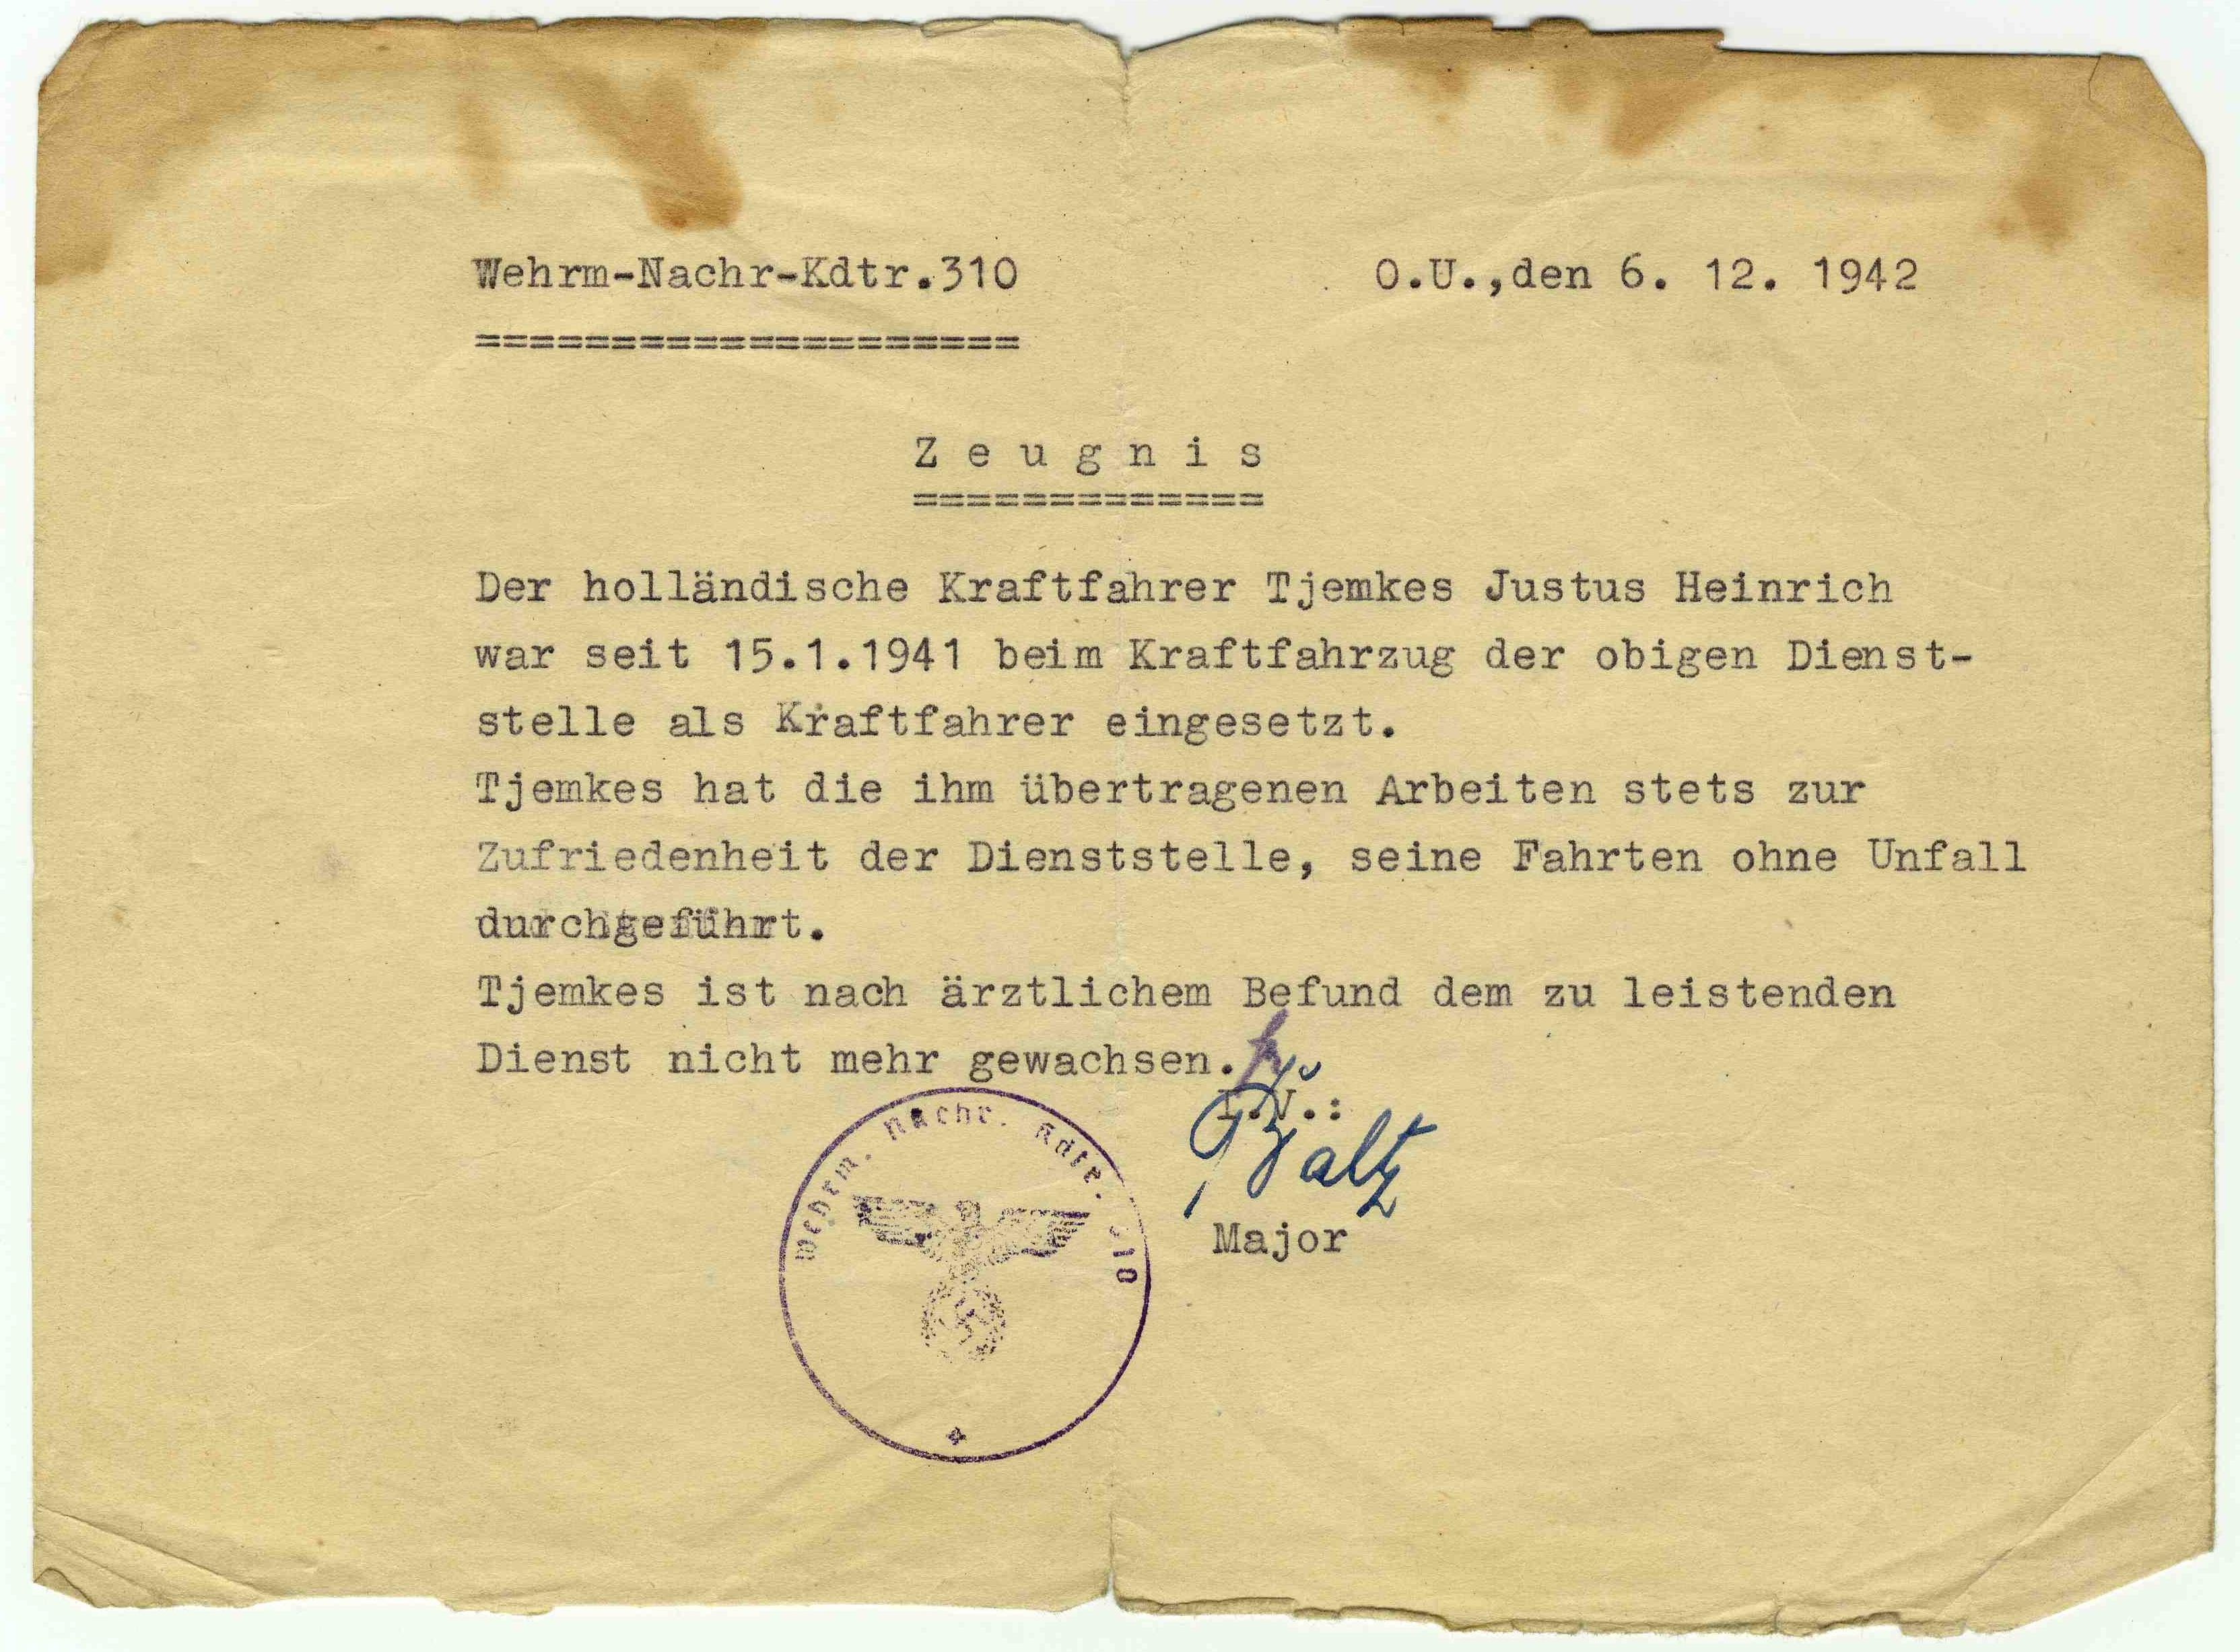 Wehrm-Nachr-Kdtr.310
O.U.,den 6. 12. 1942
====================
Z e u g n i s
=============
Der holländische Kraftfahrer Tjemkes Justus Heinrich
war seit 15.1.1941 beim Kraftfahrzug der obigen Dienst-
stelle als Kraftfahrer eingesetzt.
Tjemkes hat die ihm übertragenen Arbeiten stets zur
Zufriedenheit der Dienststelle, seine Fahrten ohne Unfall
durchgeführt.
Tjemkes ist nach ärztlichem Befund dem zu leistenden
Dienst nicht mehr gewachsen.
I.V.:
Baltz
Major
Wehrm. Nachr. Kdtr. 310